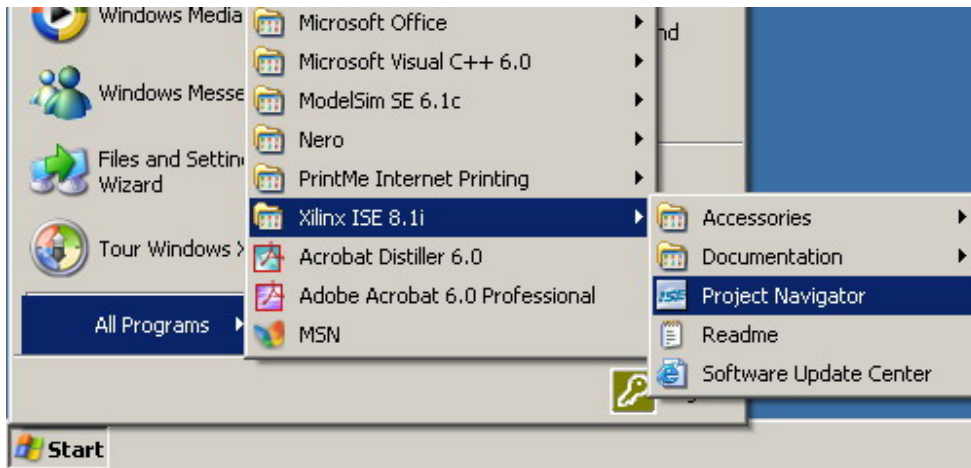 Windows Media
Windows Messe
Files and Settin
Wizard
Tour Windows
All Programs
Microsoft Office
Microsoft Visual C++ 6.0
ModelSim SE 6.1c
Nero
PrintMe Internet Printing
Xilinx ISE 8.1i
Acrobat Distiller 6.0
Adobe Acrobat 6.0 Professional
MSN
nd
Accessories
Documentation
ISE
Project Navigator
Readme
Software Update Center
Start